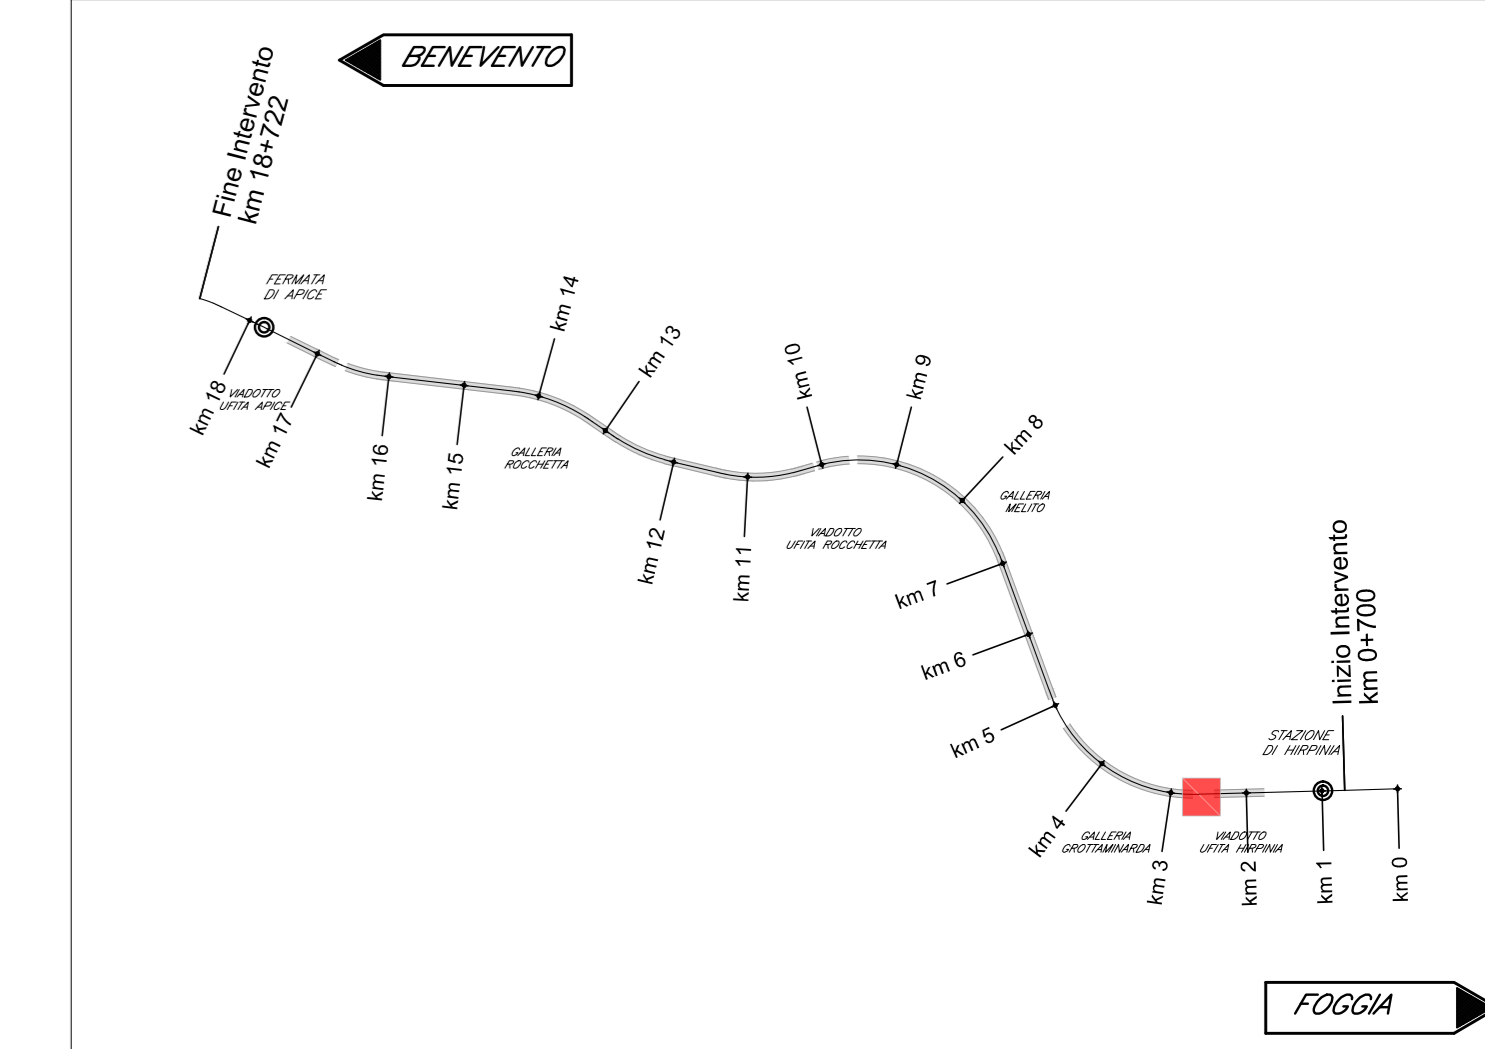 BENEVENTO
Fine Intervento
km 18+722
FERMATA
DI APICE
km 18
VIADOTTO
UFITA APICE
km 17
km 16
km 15
GALLERIA
ROCCHETTA
km 14
km 13
km 12
km 11
VIADOTTO
UFITA ROCCHETTA
km 10
km 9
km 8
GALLERIA
MELITO
km 7
km 6
km 5
km 4
GALLERIA
GROTTAMINARDA
km 3
VIADOTTO
UFITA HIRPINIA
km 2
STAZIONE
DI HIRPINIA
km 1
Inizio Intervento
km 0+700
km 0
FOGGIA